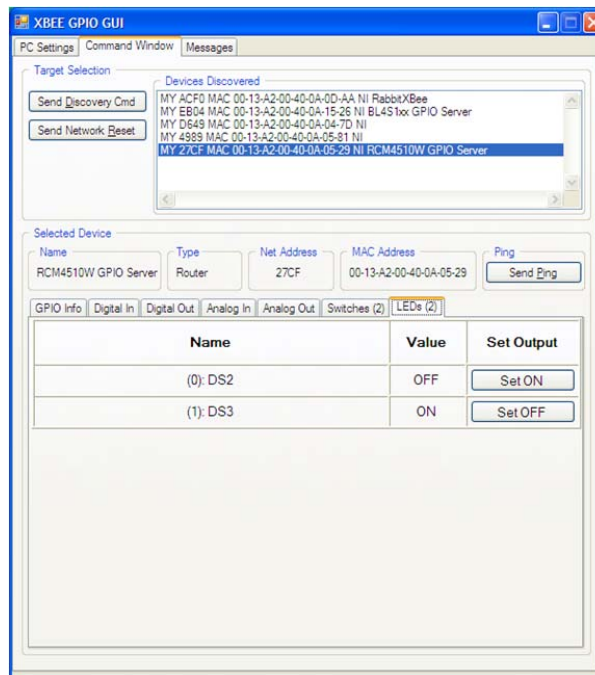 XBEE GPIO GUI
PC Settings Command Window Messages
Target Selection
Send Discovery Cmd
Send Network Reset
Devices Discovered
MY ACF0 MAC 00-13-A2-00-40-0A-0D-AA NI RabbitXBee
MY EB04 MAC 00-13-A2-00-40-0A-15-26 NI BL4S1xx GPIO Server
MY D649 MAC 00-13-A2-00-40-0A-04-7D NI
MY 4989 MAC 00-13-A2-00-40-0A-05-81 NI
MY 27CF MAC 00-13-A2-00-40-0A-05-29 NI RCM4510W GPIO Server
Selected Device
Name Type Net Address MAC Address Ping
RCM4510W GPIO Server Router 27CF 00-13-A2-00-40-0A-05-29 Send Ping
GPIO Info Digital In Digital Out Analog In Analog Out Switches (2) LEDs (2)
Name Value Set Output
(0): DS2 OFF Set ON
(1): DS3 ON Set OFF